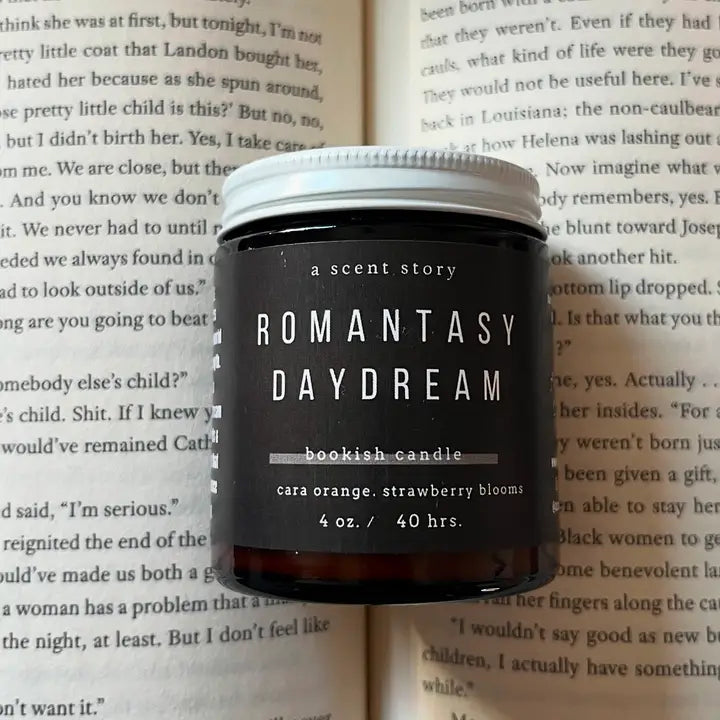 think she was at first, but tonight, I'm not
pretty little coat that Landon bought her,
hated her because as she spun around,
pretty little child is this?' But no, no,
but I didn't birth her. Yes, I take care
me. We are close, but
And you know we don't
it. We never had to until
we always found in
to look outside of us."
are you going to beat
somebody else's child?"
child. Shit. If I knew
would've remained
said, "I'm serious."
reignited the end of the
made us both a
a woman has a problem that
the night, at least. But I don't feel like
want it."
a scent story
ROMANTASY
DAYDREAM
bookish candle
cara orange. strawberry blooms
4 oz. / 40 hrs.
been born
that they weren't. Even if they had
cauls, what kind of life were they
They would not be useful here. I've
back in Louisiana; the non-caulbear
at how Helena was lashing out
Now imagine what
remembers, yes.
blunt toward
another hit.
bottom lip dropped.
Is that what you
yes. Actually . .
her insides. "For
weren't born
been given a gift,
able to stay her
Black women to
some benevolent
her fingers along the
"I wouldn't say good as new
children, I actually have something
while."